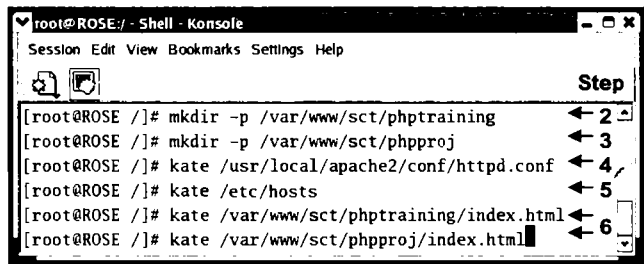 root@ROSE:/ - Shell - Konsole
Session Edit View Bookmarks Settings Help
Step
[root@ROSE /]# mkdir -p /var/www/sct/phptraining 2
[root@ROSE /]# mkdir -p /var/www/sct/phpproj 3
[root@ROSE /]# kate /usr/local/apache2/conf/httpd.conf 4
[root@ROSE /]# kate /etc/hosts 5
[root@ROSE /]# kate /var/www/sct/phptraining/index.html
6
[root@ROSE /]# kate /var/www/sct/phpproj/index.html